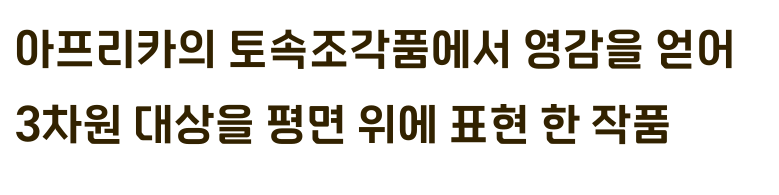 아프리카의 토속조각품에서 영감을 얻어
3차원 대상을 평면 위에 표현 한 작품